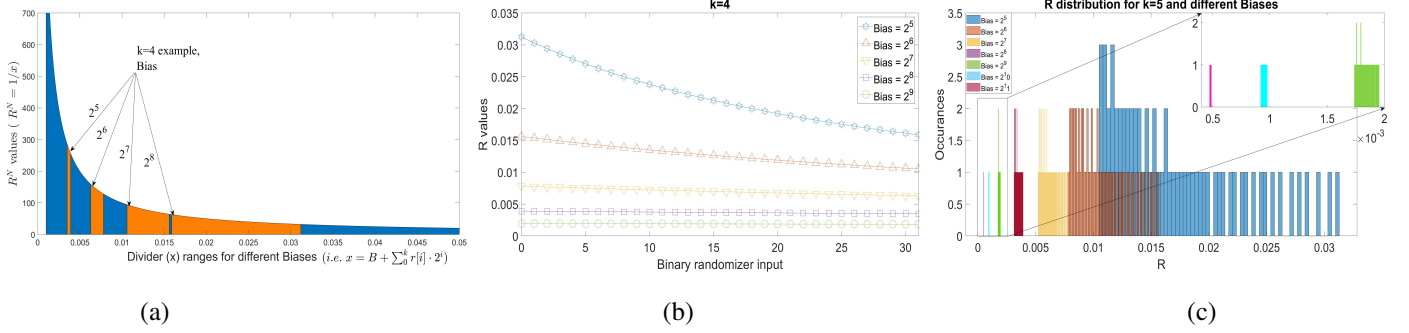 700
600
500
400
300
200
100
0
R^N values ( R^N = 1/x)
k=4 example,
Bias
2^5
2^6
2^7
2^8
0 0.005 0.01 0.015 0.02 0.025 0.03 0.035 0.04 0.045 0.05
Divider (x) ranges for different Biases (i.e. x = B + ∑_0^k r[i] · 2^i)
(a)
k=4
0.035
0.03
0.025
0.02
0.015
0.01
0.005
0
R values
Bias = 2^5
Bias = 2^6
Bias = 2^7
Bias = 2^8
Bias = 2^9
0 5 10 15 20 25 30
Binary randomizer input
(b)
R distribution for k=5 and different Biases
3.5
3
2.5
2
1.5
1
0.5
0
Occurances
Bias = 2^5
Bias = 2^6
Bias = 2^7
Bias = 2^8
Bias = 2^9
Bias = 2^10
Bias = 2^11
2
1
0
0.5 1 1.5 2
×10^-3
0 0.005 0.01 0.015 0.02 0.025 0.03
R
(c)